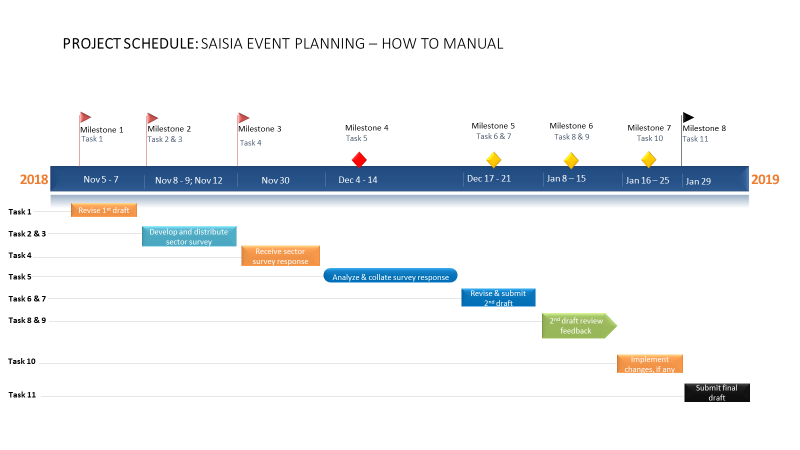 PROJECT SCHEDULE: SAISIA EVENT PLANNING – HOW TO MANUAL
Milestone 1
Task 1
Milestone 2
Task 2 & 3
Milestone 3
Task 4
Milestone 4
Task 5
Milestone 5
Task 6 & 7
Milestone 6
Task 8 & 9
Milestone 7
Task 10
Milestone 8
Task 11
2018
Nov 5 - 7
Nov 8 - 9; Nov 12
Nov 30
Dec 4 - 14
Dec 17 - 21
Jan 8 – 15
Jan 16 – 25
Jan 29
2019
Task 1
Revise 1st draft
Task 2 & 3
Develop and distribute
sector survey
Task 4
Receive sector
survey response
Task 5
Analyze & collate survey response
Task 6 & 7
Revise & submit
2nd draft
Task 8 & 9
2nd draft review
feedback
Task 10
Implement
changes, if any
Task 11
Submit final
draft